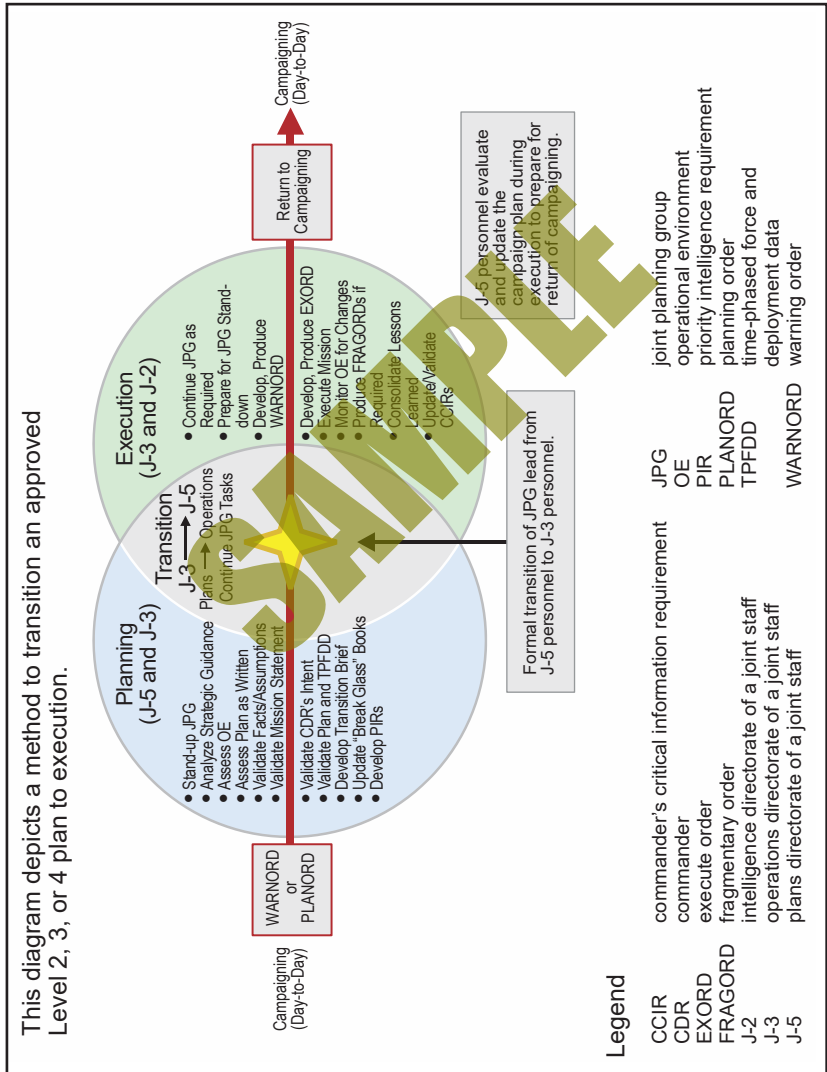 This diagram depicts a method to transition an approved
Level 2, 3, or 4 plan to execution.
Campaigning
(Day-to-Day)
WARNORD
or
PLANORD
Planning
(J-5 and J-3)
• Stand-up JPG
• Analyze Strategic Guidance
• Assess OE
• Assess Plan as Written
• Validate Facts/Assumptions
• Validate Mission Statement
• Validate CDR's Intent
• Validate Plan and TPFDD
• Develop Transition Brief
• Update "Break Glass" Books
• Develop PIRs
Transition
J-3 J-5
Plans Operations
Continue JPG Tasks
Execution
(J-3 and J-2)
• Continue JPG as
Required
• Prepare for JPG Stand-
down
• Develop, Produce
WARNORD
• Develop, Produce EXORD
• Execute Mission
• Monitor OE for Changes
• Produce FRAGORDs if
Required
• Consolidate Lessons
Learned
• Update/Validate
CCIRs
Return to
Campaigning
Campaigning
(Day-to-Day)
Formal transition of JPG lead from
J-5 personnel to J-3 personnel.
J-5 personnel evaluate
and update the
campaign plan during
execution to prepare for
return of campaigning.
SAMPLE
Legend
CCIR commander's critical information requirement
CDR commander
EXORD execute order
FRAGORD fragmentary order
J-2 intelligence directorate of a joint staff
J-3 operations directorate of a joint staff
J-5 plans directorate of a joint staff
JPG joint planning group
OE operational environment
PIR priority intelligence requirement
PLANORD planning order
TPFDD time-phased force and
deployment data
WARNORD warning order